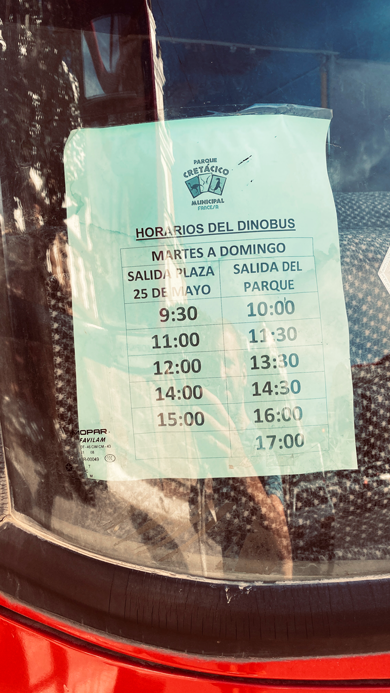 PARQUE
CRETÁCICO
MUNICIPAL
HORARIOS DEL DINOBUS
MARTES A DOMINGO
SALIDA PLAZA 25 DE MAYO
SALIDA DEL PARQUE
9:30 10:00
11:00 11:30
12:00 13:30
14:00 14:30
15:00 16:00
17:00
MOPAR
FAVILAM